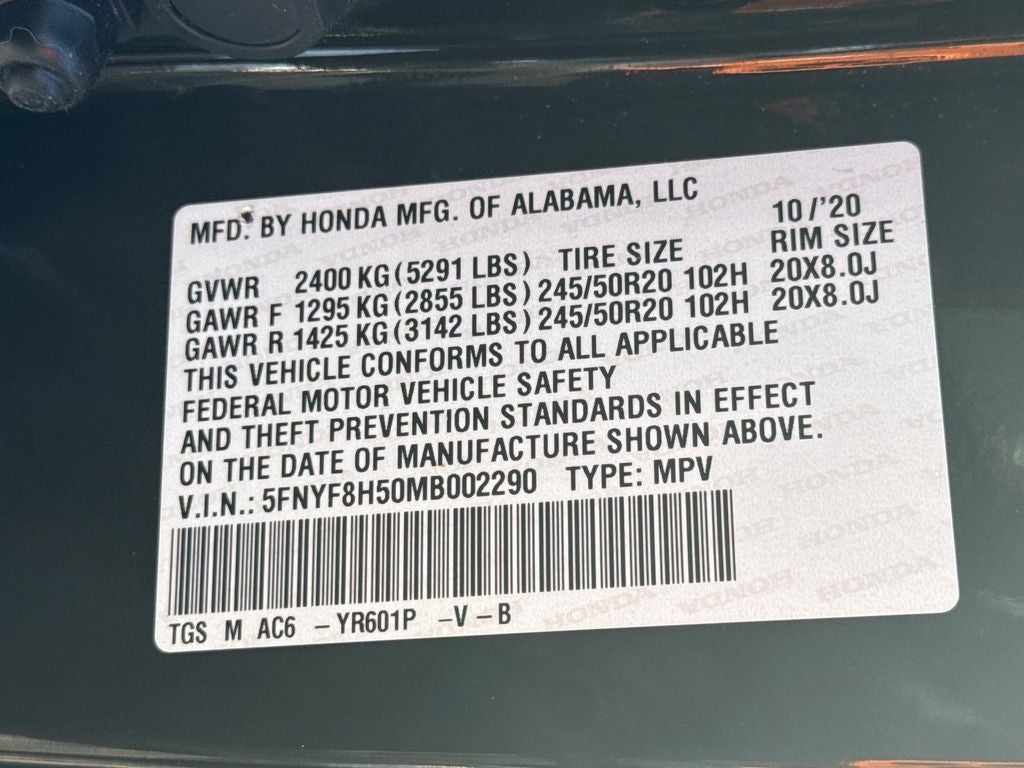 MFD. BY HONDA MFG. OF ALABAMA, LLC
10/'20
GVWR 2400 KG (5291 LBS) TIRE SIZE RIM SIZE
GAWR F 1295 KG (2855 LBS) 245/50R20 102H 20X8.0J
GAWR R 1425 KG (3142 LBS) 245/50R20 102H 20X8.0J
THIS VEHICLE CONFORMS TO ALL APPLICABLE
FEDERAL MOTOR VEHICLE SAFETY
AND THEFT PREVENTION STANDARDS IN EFFECT
ON THE DATE OF MANUFACTURE SHOWN ABOVE.
V.I.N.: 5FNYF8H50MB002290 TYPE: MPV
TGS M AC6 - YR601P - V - B